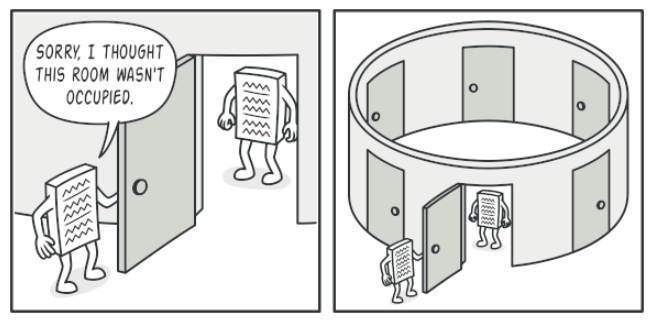 SORRY, I THOUGHT
THIS ROOM WASN'T
OCCUPIED.